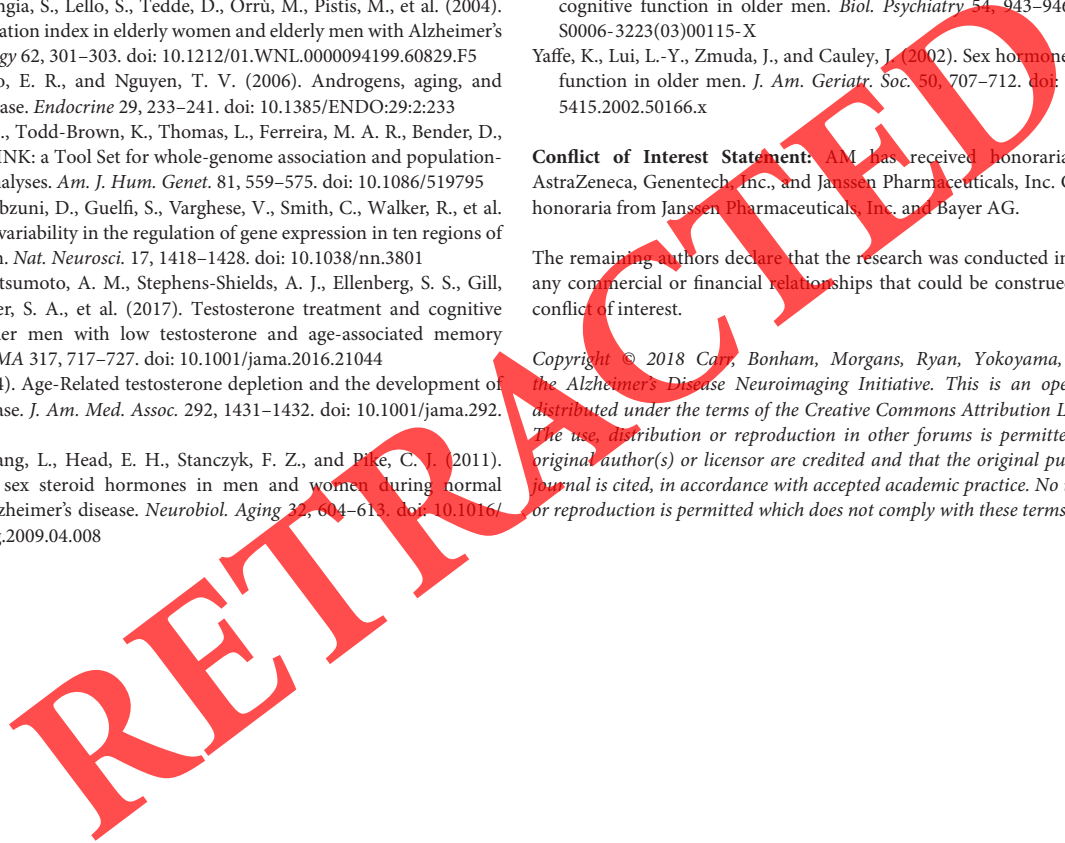 ngia, S., Lello, S., Tedde, D., Orrù, M., Pistis, M., et al. (2004).
ation index in elderly women and elderly men with Alzheimer’s
gy 62, 301–303. doi: 10.1212/01.WNL.0000094199.60829.F5
o, E. R., and Nguyen, T. V. (2006). Androgens, aging, and
ase. Endocrine 29, 233–241. doi: 10.1385/ENDO:29:2:233
., Todd-Brown, K., Thomas, L., Ferreira, M. A. R., Bender, D.,
INK: a Tool Set for whole-genome association and population-
nalyses. Am. J. Hum. Genet. 81, 559–575. doi: 10.1086/519795
bzuni, D., Guelfi, S., Varghese, V., Smith, C., Walker, R., et al.
variability in the regulation of gene expression in ten regions of
n. Nat. Neurosci. 17, 1418–1428. doi: 10.1038/nn.3801
tsumoto, A. M., Stephens-Shields, A. J., Ellenberg, S. S., Gill,
er, S. A., et al. (2017). Testosterone treatment and cognitive
er men with low testosterone and age-associated memory
MA 317, 717–727. doi: 10.1001/jama.2016.21044
4). Age-Related testosterone depletion and the development of
ase. J. Am. Med. Assoc. 292, 1431–1432. doi: 10.1001/jama.292.
ang, L., Head, E. H., Stanczyk, F. Z., and Pike, C. J. (2011).
sex steroid hormones in men and women during normal
zheimer’s disease. Neurobiol. Aging 32, 604–613. doi: 10.1016/
g.2009.04.008
cognitive function in older men. Biol. Psychiatry 54, 943–946
S0006-3223(03)00115-X
Yaffe, K., Lui, L.-Y., Zmuda, J., and Cauley, J. (2002). Sex hormone
function in older men. J. Am. Geriatr. Soc. 50, 707–712. doi:
5415.2002.50166.x
Conflict of Interest Statement: AM has received honoraria
AstraZeneca, Genentech, Inc., and Janssen Pharmaceuticals, Inc.
honoraria from Janssen Pharmaceuticals, Inc. and Bayer AG.
The remaining authors declare that the research was conducted in
any commercial or financial relationships that could be construed
conflict of interest.
Copyright © 2018 Carr, Bonham, Morgans, Ryan, Yokoyama,
the Alzheimer’s Disease Neuroimaging Initiative. This is an ope
distributed under the terms of the Creative Commons Attribution L
The use, distribution or reproduction in other forums is permitte
original author(s) or licensor are credited and that the original pu
journal is cited, in accordance with accepted academic practice. No
or reproduction is permitted which does not comply with these terms
RETRACTED